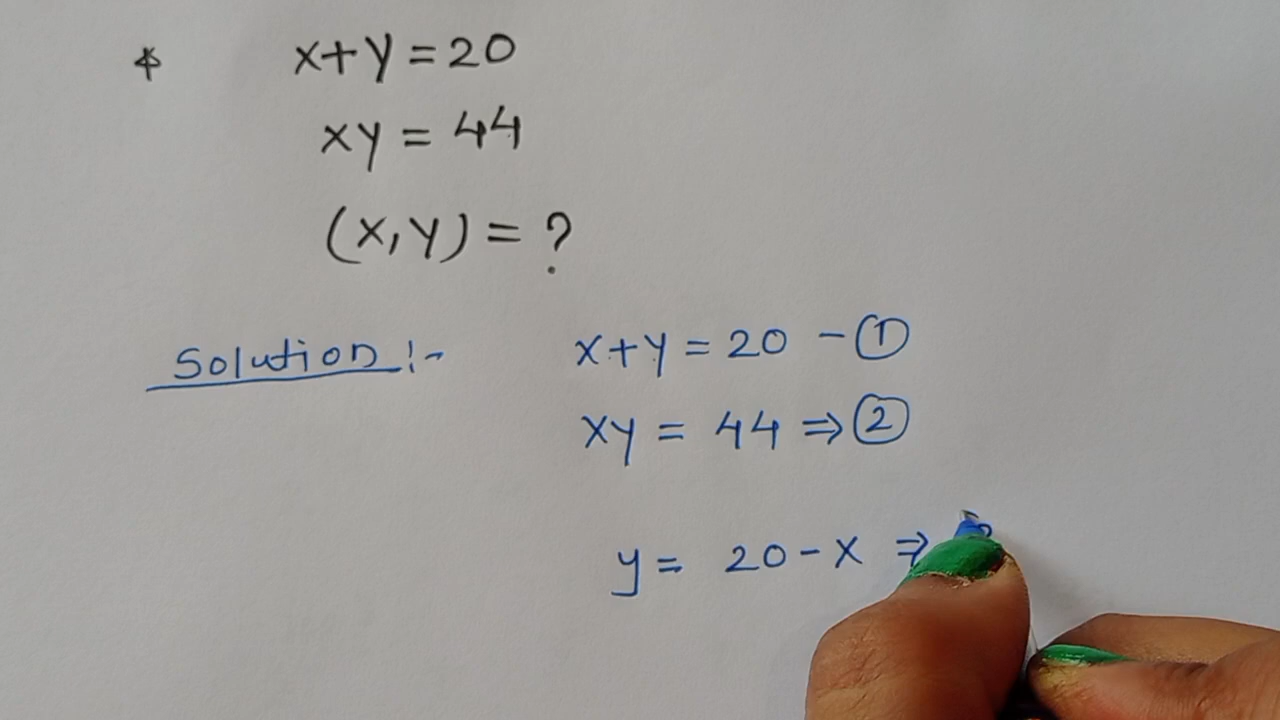 * x+y=20
xy = 44
(x,y) = ?
Solution :- x+y = 20 - ①
xy = 44 ⇒ ②
y = 20-x ⇒